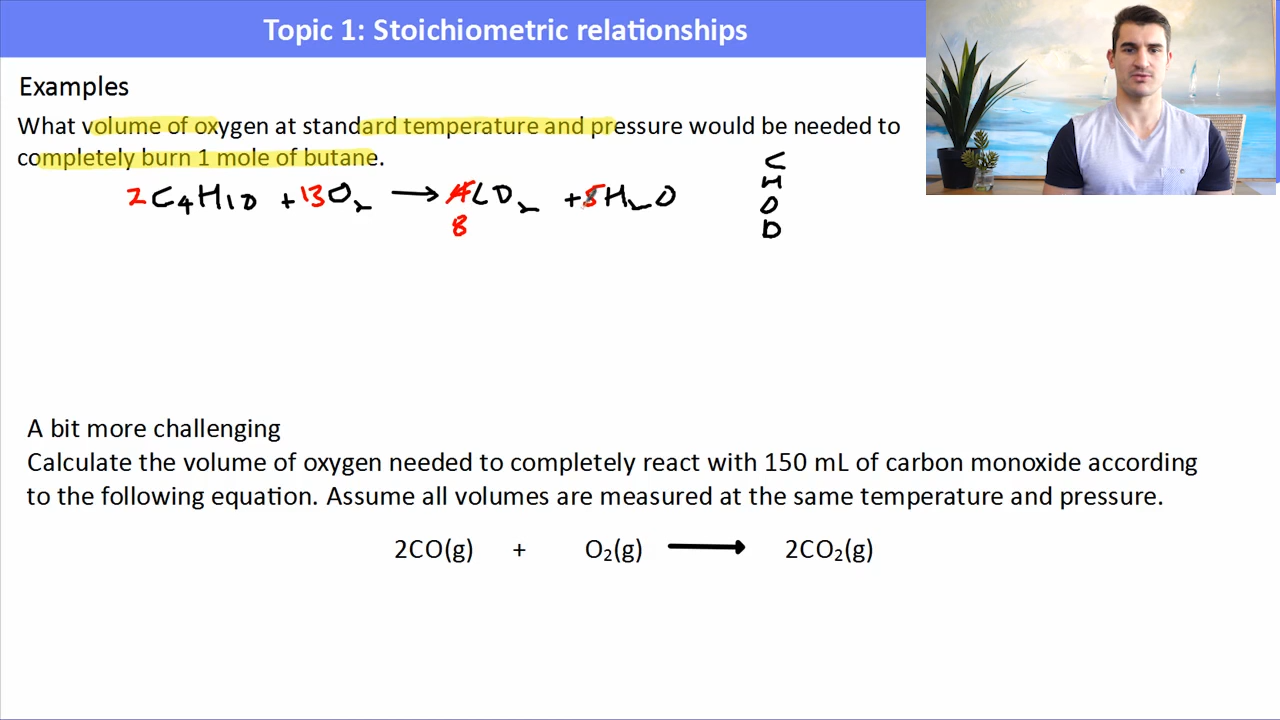 Topic 1: Stoichiometric relationships
Examples
What volume of oxygen at standard temperature and pressure would be needed to
completely burn 1 mole of butane.
2C₄H₁₀ + 13O₂ → 4CO₂ + 5H₂O
8
C
H
O
O
A bit more challenging
Calculate the volume of oxygen needed to completely react with 150 mL of carbon monoxide according
to the following equation. Assume all volumes are measured at the same temperature and pressure.
2CO(g) + O₂(g) → 2CO₂(g)